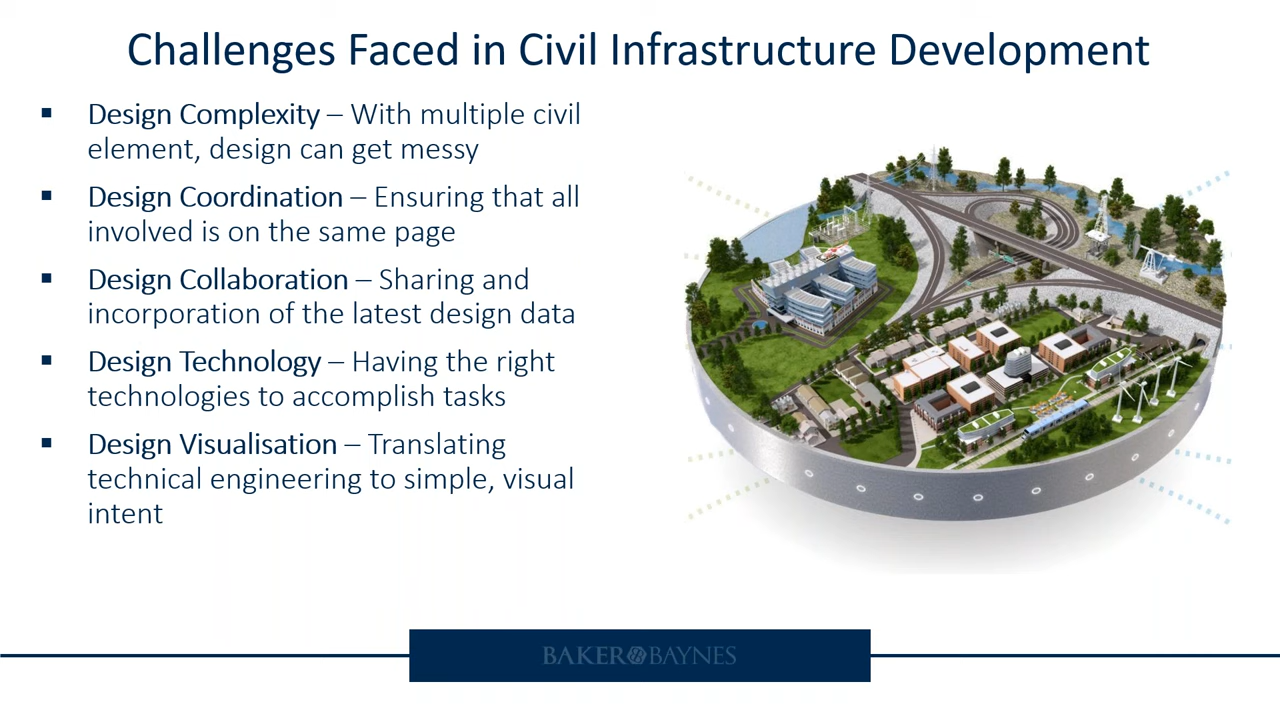 Challenges Faced in Civil Infrastructure Development
▪ Design Complexity – With multiple civil
element, design can get messy
▪ Design Coordination – Ensuring that all
involved is on the same page
▪ Design Collaboration – Sharing and
incorporation of the latest design data
▪ Design Technology – Having the right
technologies to accomplish tasks
▪ Design Visualisation – Translating
technical engineering to simple, visual
intent
BAKER BAYNES